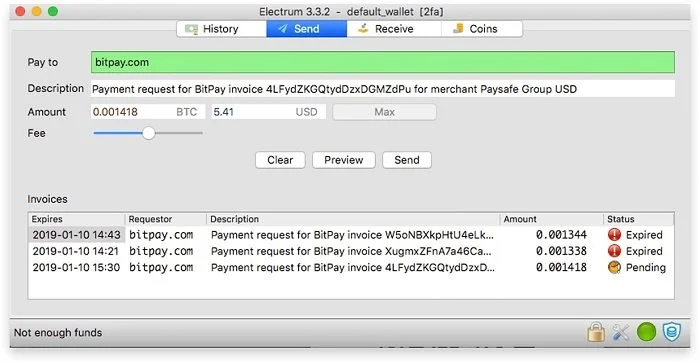 Electrum 3.3.2 - default_wallet [2fa]
History Send Receive Coins
Pay to bitpay.com
Description Payment request for BitPay invoice 4LFydZKGQtydDzxDGMZdPu for merchant Paysafe Group USD
Amount 0.001418 BTC 5.41 USD Max
Fee
Clear Preview Send
Invoices
Expires Requestor Description Amount Status
2019-01-10 14:43 bitpay.com Payment request for BitPay invoice W5oNBXkpHtU4eLk... 0.001344 Expired
2019-01-10 14:21 bitpay.com Payment request for BitPay invoice XugmxZFnA7a46Ca... 0.001338 Expired
2019-01-10 15:30 bitpay.com Payment request for BitPay invoice 4LFydZKGQtydDzxD... 0.001418 Pending
Not enough funds